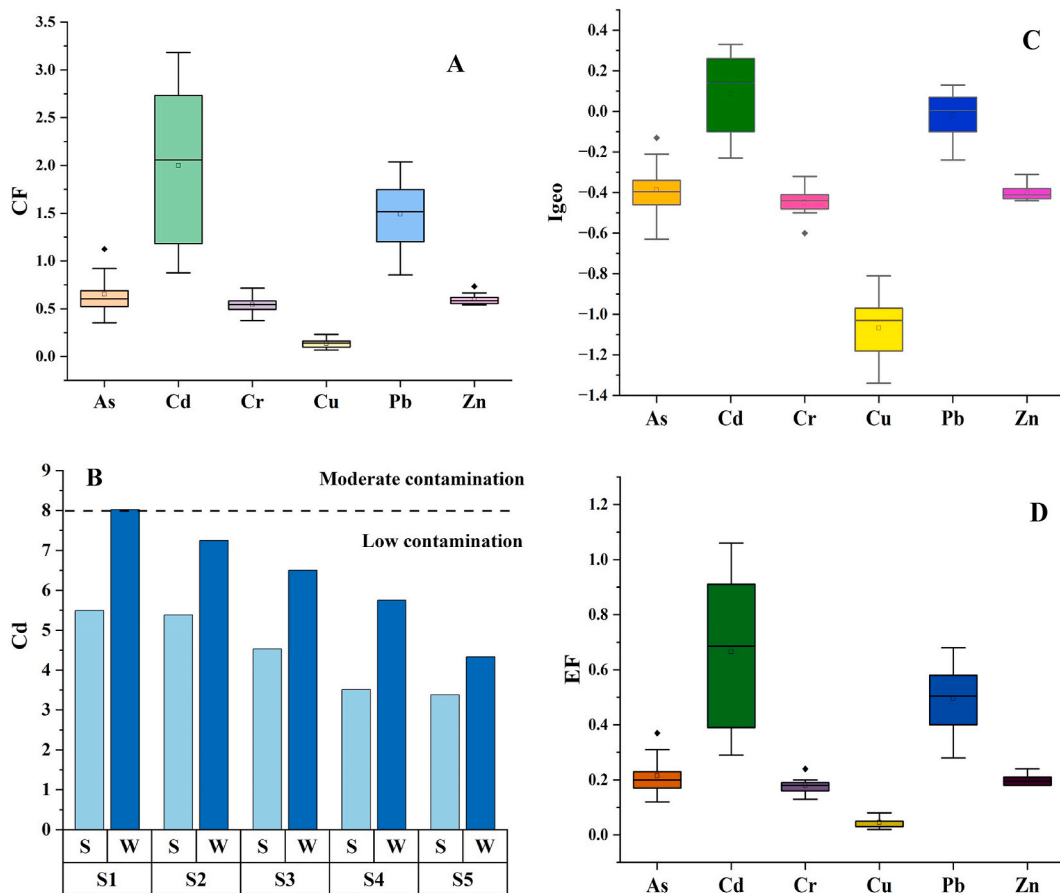 A
CF
3.5
3.0
2.5
2.0
1.5
1.0
0.5
0.0
As Cd Cr Cu Pb Zn
C
Igeo
0.4
0.2
0.0
−0.2
−0.4
−0.6
−0.8
−1.0
−1.2
−1.4
As Cd Cr Cu Pb Zn
B
Moderate contamination
Low contamination
Cd
9
8
7
6
5
4
3
2
1
0
S W S W S W S W S W
S1 S2 S3 S4 S5
D
EF
1.2
1.0
0.8
0.6
0.4
0.2
0.0
As Cd Cr Cu Pb Zn